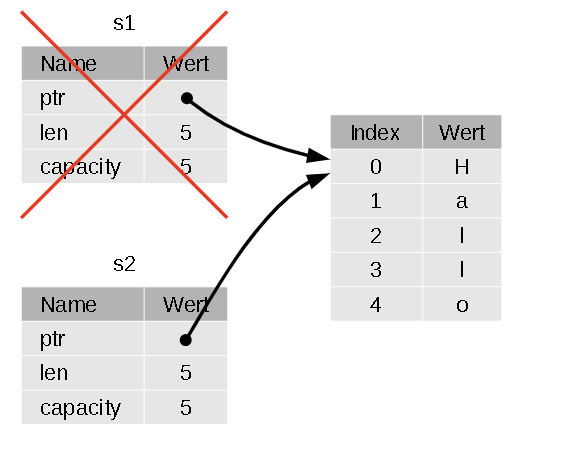 s1
Name Wert
ptr
len 5
capacity 5
Index Wert
0 H
1 a
2 l
3 l
4 o
s2
Name Wert
ptr
len 5
capacity 5